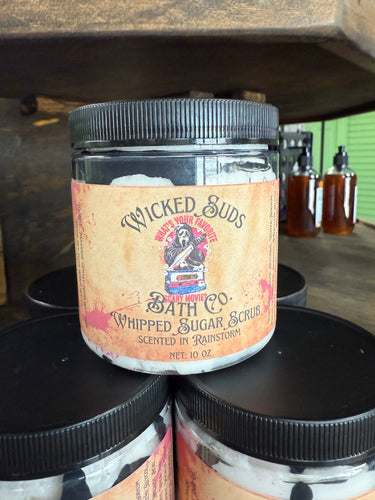 Wicked Suds
WHAT'S YOUR FAVORITE
SCARY MOVIE?
Bath Co.
Whipped Sugar Scrub
scented in Rainstorm
Net: 10 oz